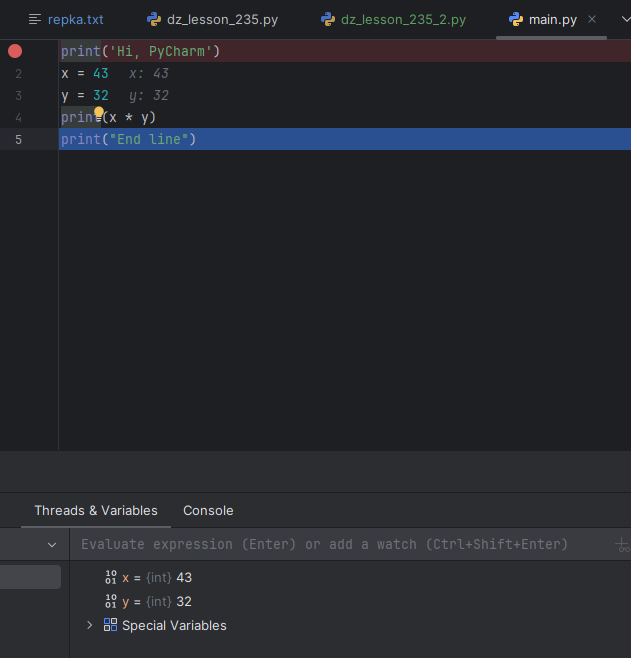 repka.txt dz_lesson_235.py dz_lesson_235_2.py main.py
print('Hi, PyCharm')
2 x = 43 x: 43
3 y = 32 y: 32
4 print(x * y)
5 print("End line")
Threads & Variables Console
Evaluate expression (Enter) or add a watch (Ctrl+Shift+Enter)
x = {int} 43
y = {int} 32
Special Variables